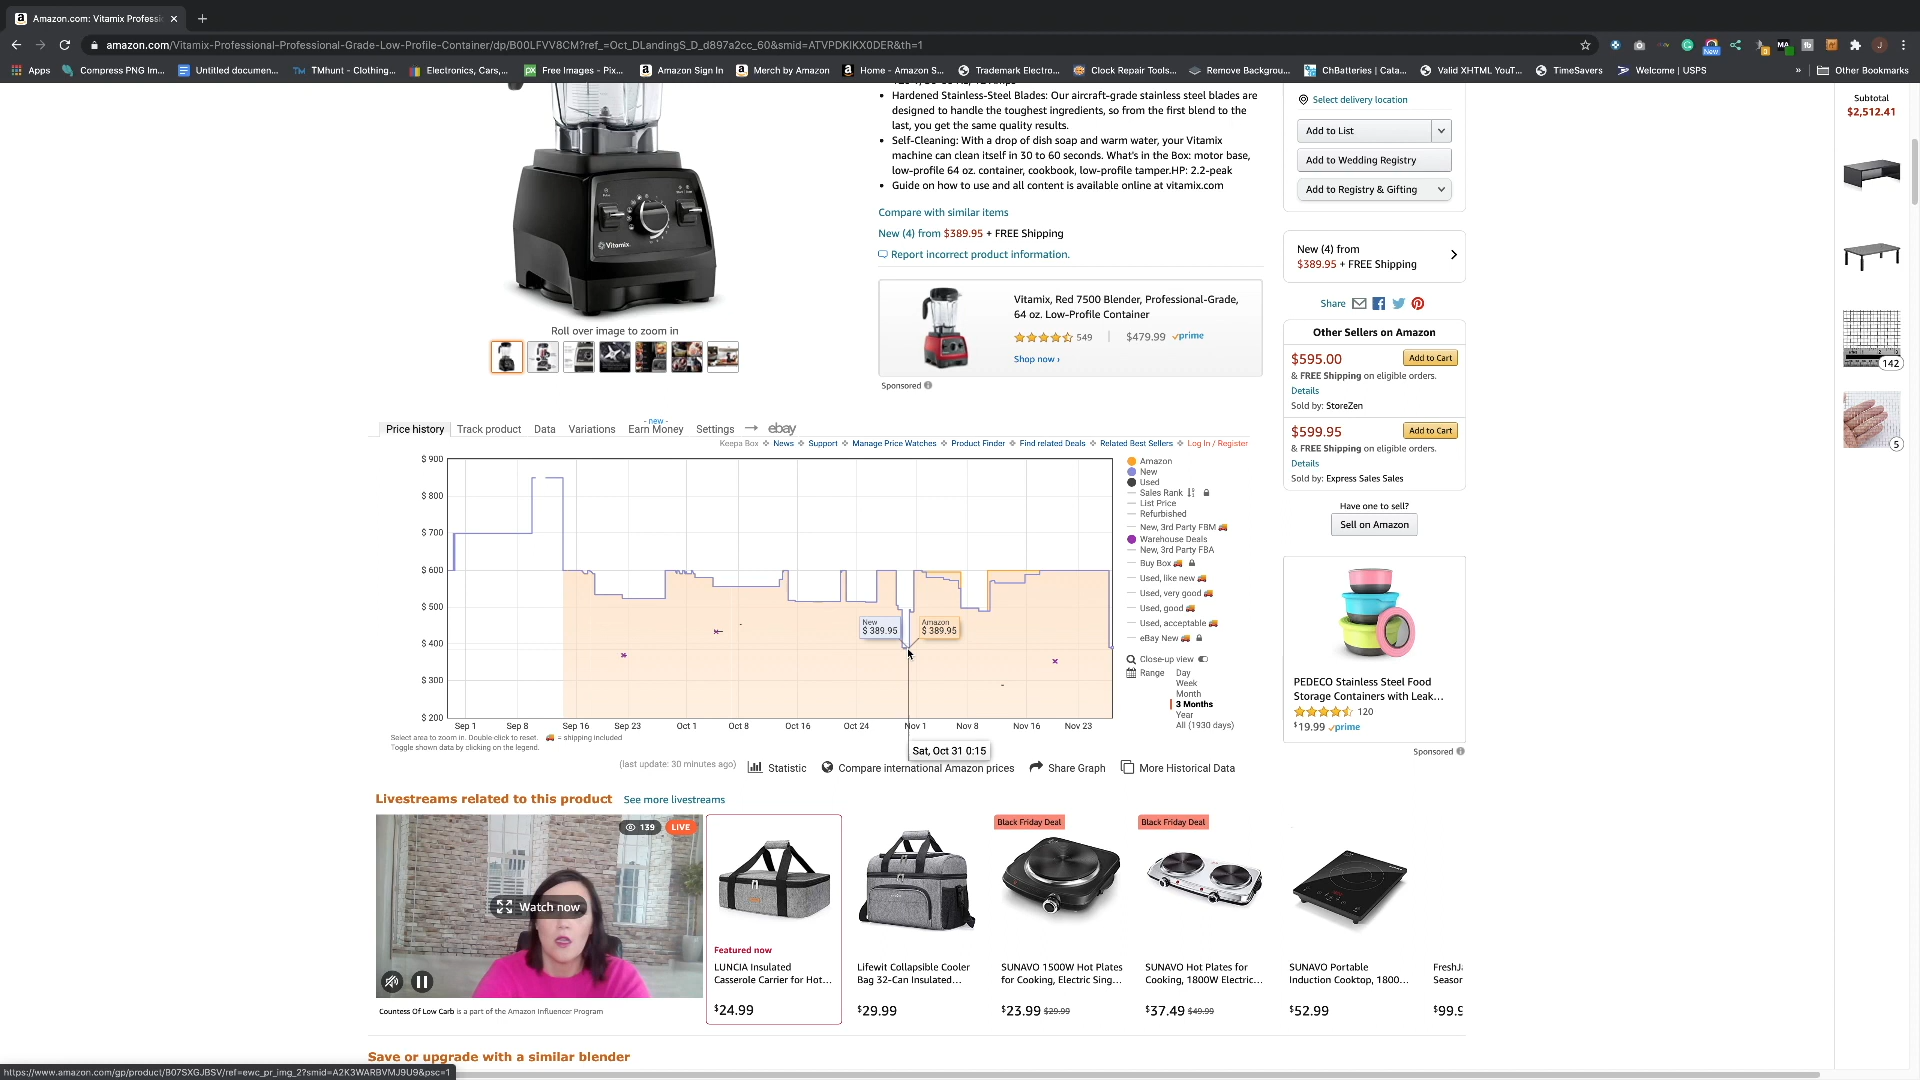 Amazon.com: Vitamix Professi
amazon.com/Vitamix-Professional-Professional-Grade-Low-Profile-Container/dp/B00LFVV8CM?ref_=Oct_DLandingS_D_d897a2cc_60&smid=ATVPDKIKX0DER&th=1
New
J
Apps
Compress PNG Im...
Untitled documen...
TMhunt - Clothing...
Electronics, Cars,...
Free Images - Pix...
Amazon Sign In
Merch by Amazon
Home - Amazon S...
Trademark Electro...
Clock Repair Tools...
Remove Backgrou...
ChBatteries | Cata...
Valid XHTML YouT...
TimeSavers
Welcome | USPS
»
Other Bookmarks
Hardened Stainless-Steel Blades: Our aircraft-grade stainless steel blades are
designed to handle the toughest ingredients, so from the first blend to the
last, you get the same quality results.
Self-Cleaning: With a drop of dish soap and warm water, your Vitamix
machine can clean itself in 30 to 60 seconds. What's in the Box: motor base,
low-profile 64 oz. container, cookbook, low-profile tamper.HP: 2.2-peak
Guide on how to use and all content is available online at vitamix.com
Compare with similar items
New (4) from $389.95 + FREE Shipping
Report incorrect product information.
Vitamix
Roll over image to zoom in
Vitamix, Red 7500 Blender, Professional-Grade,
64 oz. Low-Profile Container
549
$479.99 prime
Shop now ›
Sponsored
Select delivery location
Add to List
Add to Wedding Registry
Add to Registry & Gifting
New (4) from
$389.95 + FREE Shipping
Share
Other Sellers on Amazon
$595.00
Add to Cart
& FREE Shipping on eligible orders.
Details
Sold by: StoreZen
$599.95
Add to Cart
& FREE Shipping on eligible orders.
Details
Sold by: Express Sales Sales
Have one to sell?
Sell on Amazon
PEDECO Stainless Steel Food
Storage Containers with Leak...
120
$19.99 prime
Sponsored
Subtotal
$2,512.41
142
5
Price history
Track product
Data
Variations
- new -
Earn Money
Settings
ebay
Keepa Box
News
Support
Manage Price Watches
Product Finder
Find related Deals
Related Best Sellers
Log In / Register
$ 900
$ 800
$ 700
$ 600
$ 500
$ 400
$ 300
$ 200
New
$ 389.95
Amazon
$ 389.95
Sep 1
Sep 8
Sep 16
Sep 23
Oct 1
Oct 8
Oct 16
Oct 24
Nov 1
Nov 8
Nov 16
Nov 23
Sat, Oct 31 0:15
Amazon
New
Used
Sales Rank
List Price
Refurbished
New, 3rd Party FBM
Warehouse Deals
New, 3rd Party FBA
Buy Box
Used, like new
Used, very good
Used, good
Used, acceptable
eBay New
Close-up view
Range
Day
Week
Month
3 Months
Year
All (1930 days)
Select area to zoom in. Double-click to reset. = shipping included
Toggle shown data by clicking on the legend.
(last update: 30 minutes ago)
Statistic
Compare international Amazon prices
Share Graph
More Historical Data
Livestreams related to this product
See more livestreams
139
LIVE
Watch now
Countess Of Low Carb is a part of the Amazon Influencer Program
Featured now
LUNCIA Insulated
Casserole Carrier for Hot...
$24.99
Lifewit Collapsible Cooler
Bag 32-Can Insulated...
$29.99
Black Friday Deal
SUNAVO 1500W Hot Plates
for Cooking, Electric Sing...
$23.99 $29.99
Black Friday Deal
SUNAVO Hot Plates for
Cooking, 1800W Electric...
$37.49 $49.99
SUNAVO Portable
Induction Cooktop, 1800...
$52.99
FreshJ
Season
$99.9
Save or upgrade with a similar blender
https://www.amazon.com/gp/product/B07SXGJBSV/ref=ewc_pr_img_2?smid=A2K3WARBVMJ9U9&psc=1